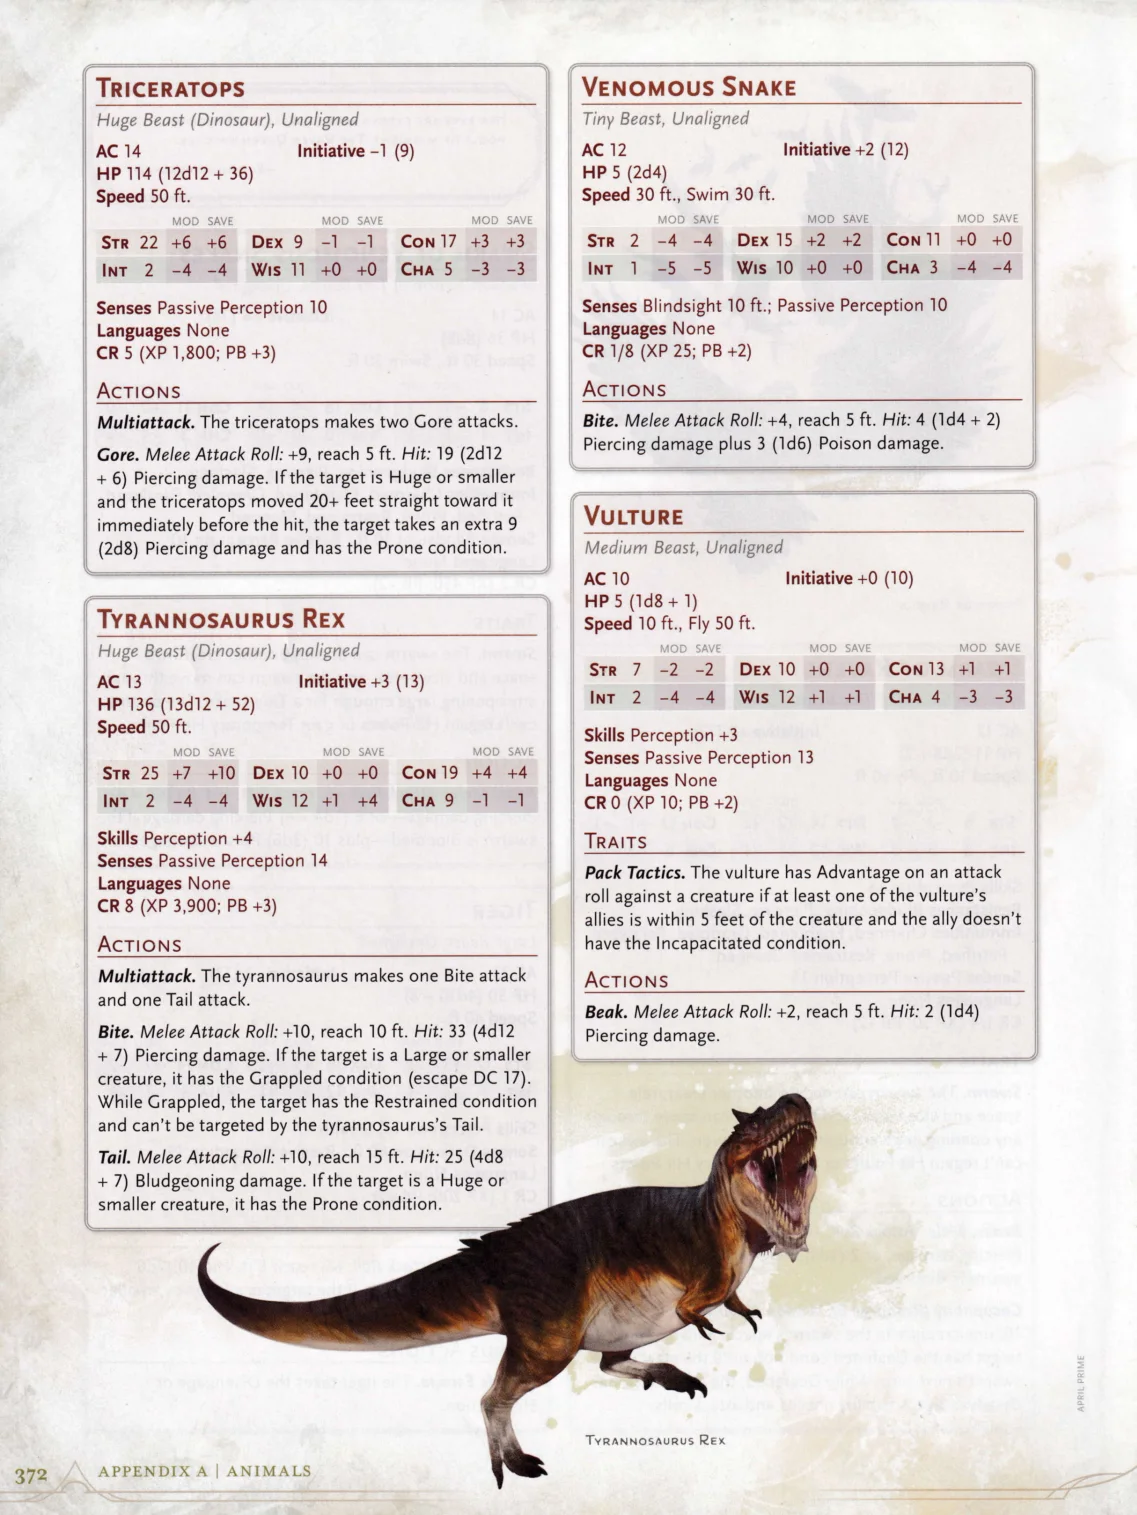 TRICERATOPS
Huge Beast (Dinosaur), Unaligned
AC 14 Initiative –1 (9)
HP 114 (12d12 + 36)
Speed 50 ft.
MOD SAVE MOD SAVE MOD SAVE
STR 22 +6 +6 DEX 9 –1 –1 CON 17 +3 +3
INT 2 –4 –4 WIS 11 +0 +0 CHA 5 –3 –3
Senses Passive Perception 10
Languages None
CR 5 (XP 1,800; PB +3)
ACTIONS
Multiattack. The triceratops makes two Gore attacks.
Gore. Melee Attack Roll: +9, reach 5 ft. Hit: 19 (2d12
+ 6) Piercing damage. If the target is Huge or smaller
and the triceratops moved 20+ feet straight toward it
immediately before the hit, the target takes an extra 9
(2d8) Piercing damage and has the Prone condition.
TYRANNOSAURUS REX
Huge Beast (Dinosaur), Unaligned
AC 13 Initiative +3 (13)
HP 136 (13d12 + 52)
Speed 50 ft.
MOD SAVE MOD SAVE MOD SAVE
STR 25 +7 +10 DEX 10 +0 +0 CON 19 +4 +4
INT 2 –4 –4 WIS 12 +1 +4 CHA 9 –1 –1
Skills Perception +4
Senses Passive Perception 14
Languages None
CR 8 (XP 3,900; PB +3)
ACTIONS
Multiattack. The tyrannosaurus makes one Bite attack
and one Tail attack.
Bite. Melee Attack Roll: +10, reach 10 ft. Hit: 33 (4d12
+ 7) Piercing damage. If the target is a Large or smaller
creature, it has the Grappled condition (escape DC 17).
While Grappled, the target has the Restrained condition
and can't be targeted by the tyrannosaurus's Tail.
Tail. Melee Attack Roll: +10, reach 15 ft. Hit: 25 (4d8
+ 7) Bludgeoning damage. If the target is a Huge or
smaller creature, it has the Prone condition.
VENOMOUS SNAKE
Tiny Beast, Unaligned
AC 12 Initiative +2 (12)
HP 5 (2d4)
Speed 30 ft., Swim 30 ft.
MOD SAVE MOD SAVE MOD SAVE
STR 2 –4 –4 DEX 15 +2 +2 CON 11 +0 +0
INT 1 –5 –5 WIS 10 +0 +0 CHA 3 –4 –4
Senses Blindsight 10 ft.; Passive Perception 10
Languages None
CR 1/8 (XP 25; PB +2)
ACTIONS
Bite. Melee Attack Roll: +4, reach 5 ft. Hit: 4 (1d4 + 2)
Piercing damage plus 3 (1d6) Poison damage.
VULTURE
Medium Beast, Unaligned
AC 10 Initiative +0 (10)
HP 5 (1d8 + 1)
Speed 10 ft., Fly 50 ft.
MOD SAVE MOD SAVE MOD SAVE
STR 7 –2 –2 DEX 10 +0 +0 CON 13 +1 +1
INT 2 –4 –4 WIS 12 +1 +1 CHA 4 –3 –3
Skills Perception +3
Senses Passive Perception 13
Languages None
CR 0 (XP 10; PB +2)
TRAITS
Pack Tactics. The vulture has Advantage on an attack
roll against a creature if at least one of the vulture's
allies is within 5 feet of the creature and the ally doesn't
have the Incapacitated condition.
ACTIONS
Beak. Melee Attack Roll: +2, reach 5 ft. Hit: 2 (1d4)
Piercing damage.
APRIL PRIME
TYRANNOSAURUS REX
372 APPENDIX A | ANIMALS